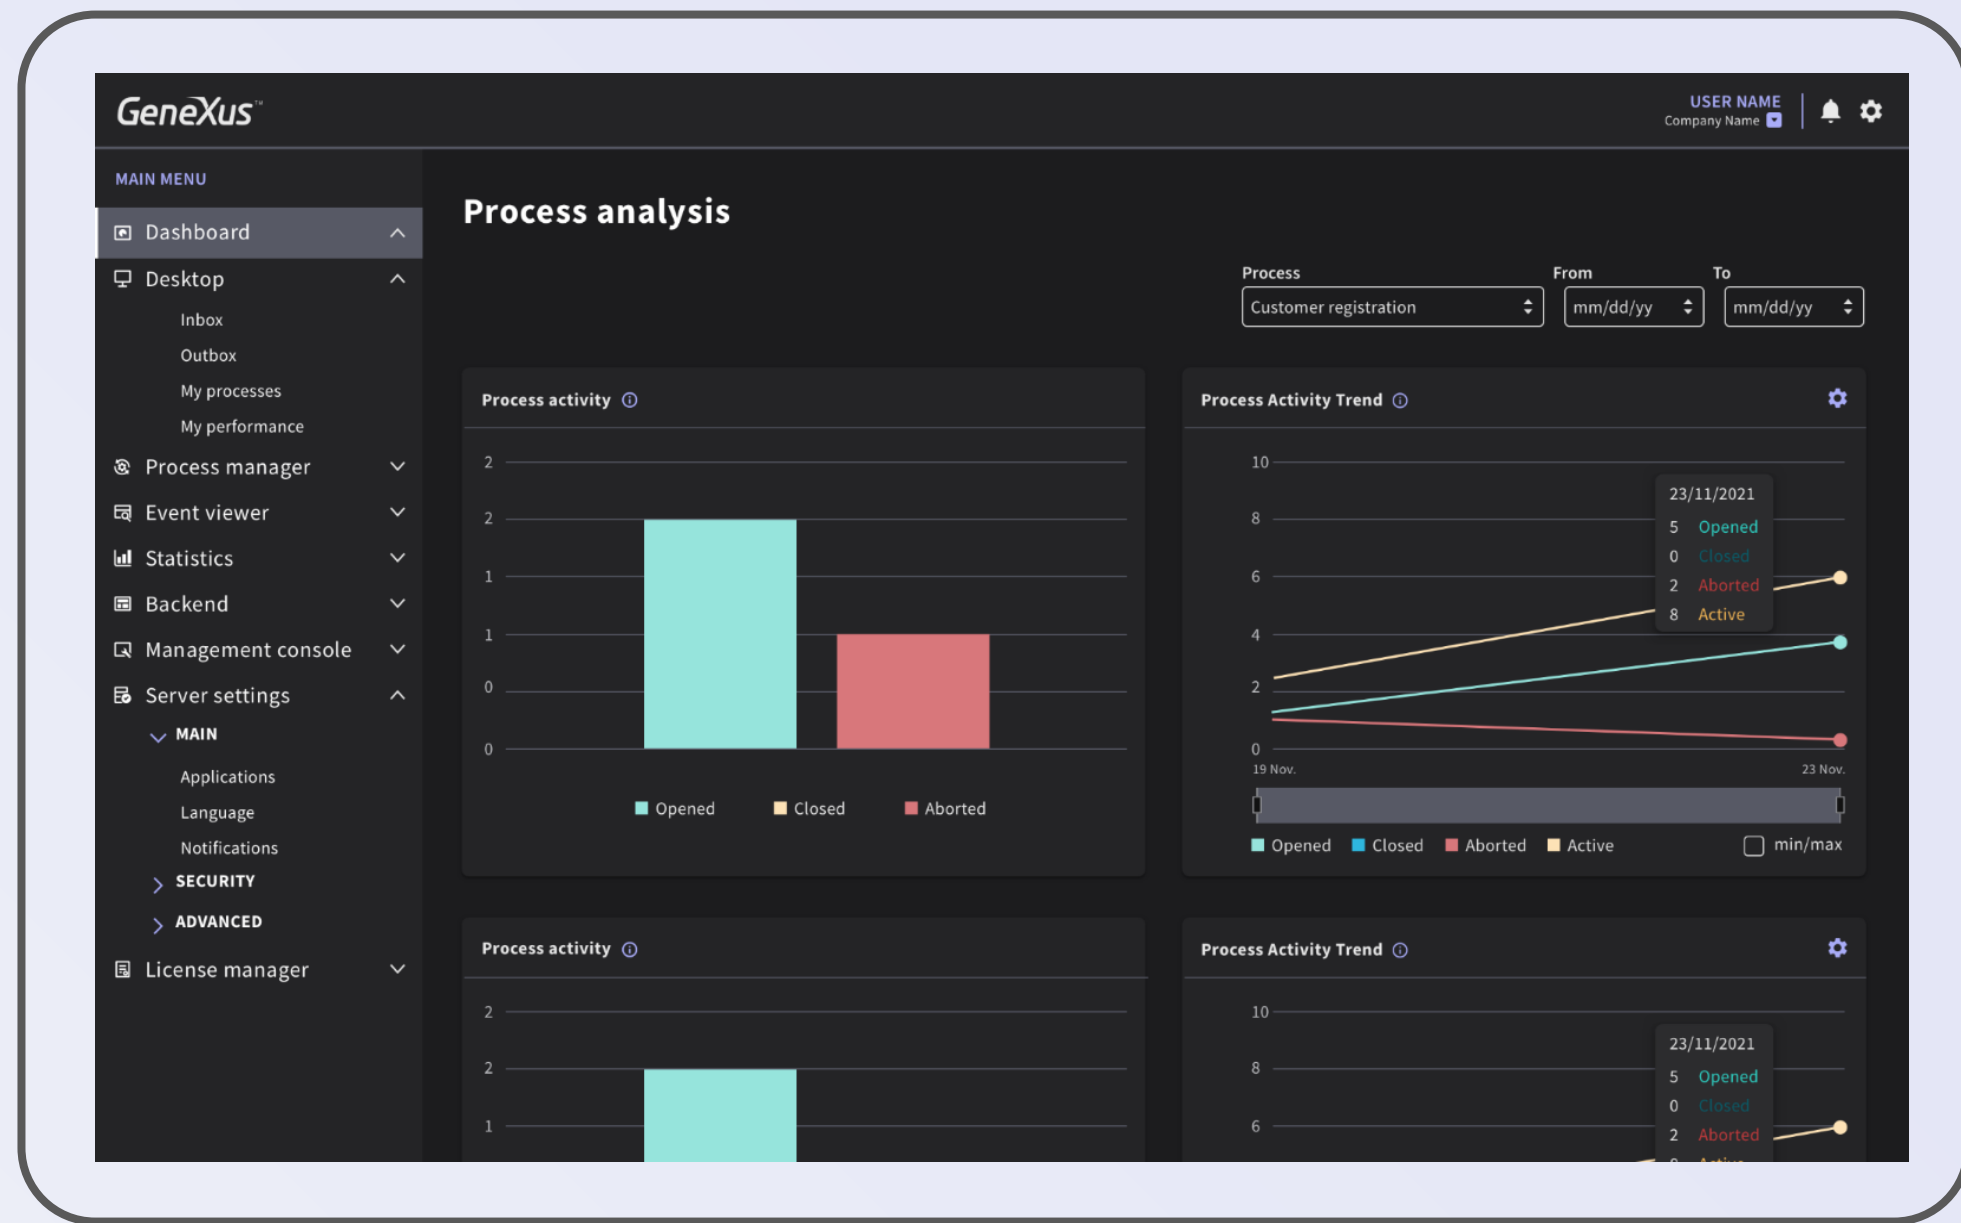 GeneXus™
USER NAME
Company Name
MAIN MENU
Dashboard
Desktop
Inbox
Outbox
My processes
My performance
Process manager
Event viewer
Statistics
Backend
Management console
Server settings
MAIN
Applications
Language
Notifications
SECURITY
ADVANCED
License manager
Process analysis
Process From To
Customer registration mm/dd/yy mm/dd/yy
Process activity
2
2
1
1
0
0
Opened Closed Aborted
Process Activity Trend
10
8
6
4
2
0
23/11/2021
5 Opened
0 Closed
2 Aborted
8 Active
19 Nov. 23 Nov.
Opened Closed Aborted Active min/max
Process activity
2
2
1
Process Activity Trend
10
8
6
23/11/2021
5 Opened
0 Closed
2 Aborted